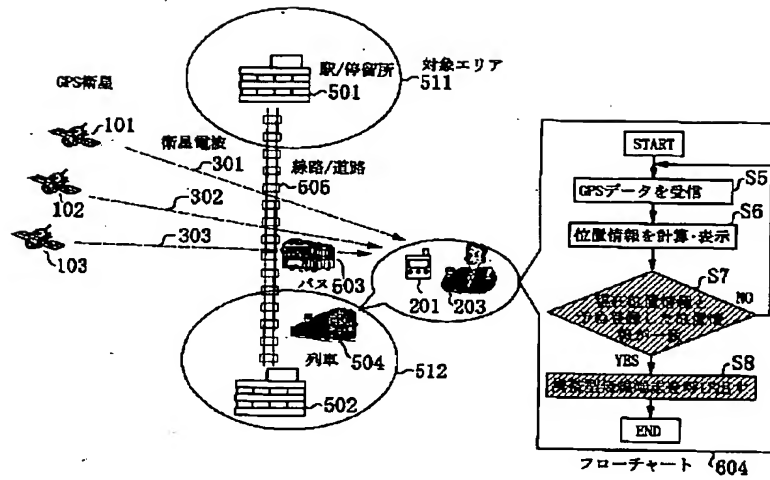 GPS衛星
101
102
103
衛星電波
301
302
303
駅/停留所
501
対象エリア
511
線路/道路
505
バス
503
列車
504
502
512
201
203
START
S5
GPSデータを受信
S6
位置情報を計算・表示
S7
NO
YES
S8
END
フローチャート
604